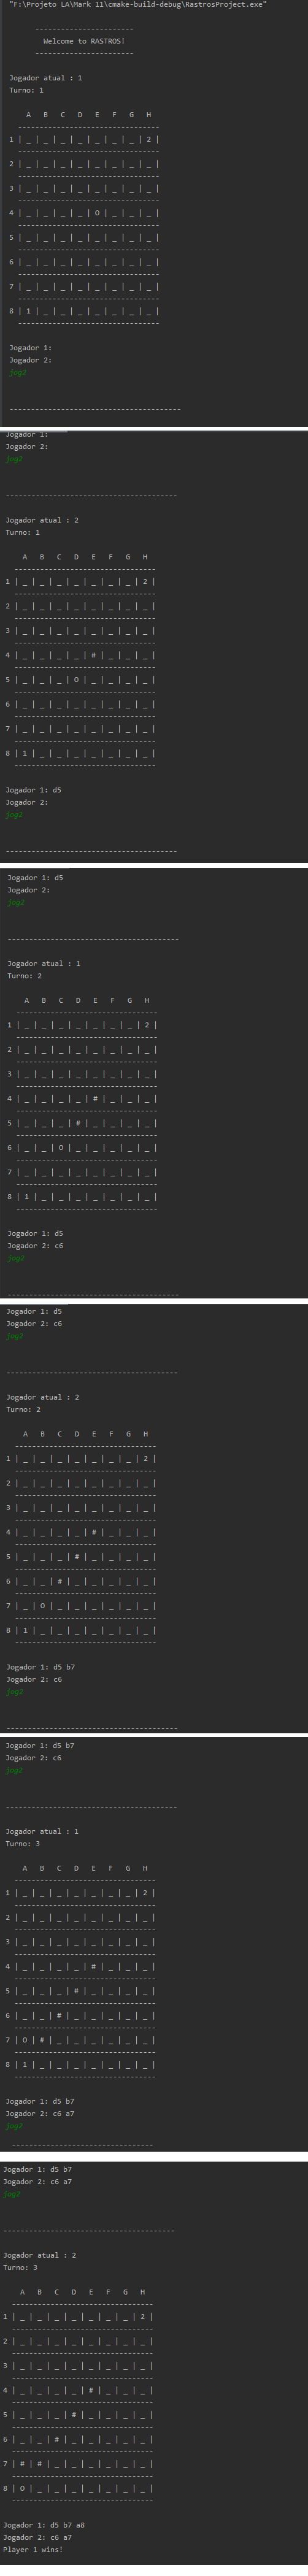 "F:\Projeto LA\Mark 11\cmake-build-debug\RastrosProject.exe"
-----------------------
Welcome to RASTROS!
-----------------------
Jogador atual : 1
Turno: 1
A B C D E F G H
---------------------------------
1 | _ | _ | _ | _ | _ | _ | _ | 2 |
---------------------------------
2 | _ | _ | _ | _ | _ | _ | _ | _ |
---------------------------------
3 | _ | _ | _ | _ | _ | _ | _ | _ |
---------------------------------
4 | _ | _ | _ | _ | O | _ | _ | _ |
---------------------------------
5 | _ | _ | _ | _ | _ | _ | _ | _ |
---------------------------------
6 | _ | _ | _ | _ | _ | _ | _ | _ |
---------------------------------
7 | _ | _ | _ | _ | _ | _ | _ | _ |
---------------------------------
8 | 1 | _ | _ | _ | _ | _ | _ | _ |
---------------------------------
Jogador 1:
Jogador 2:
jog2
----------------------------------------
Jogador 1:
Jogador 2:
jog2
----------------------------------------
Jogador atual : 2
Turno: 1
A B C D E F G H
---------------------------------
1 | _ | _ | _ | _ | _ | _ | _ | 2 |
---------------------------------
2 | _ | _ | _ | _ | _ | _ | _ | _ |
---------------------------------
3 | _ | _ | _ | _ | _ | _ | _ | _ |
---------------------------------
4 | _ | _ | _ | _ | # | _ | _ | _ |
---------------------------------
5 | _ | _ | _ | O | _ | _ | _ | _ |
---------------------------------
6 | _ | _ | _ | _ | _ | _ | _ | _ |
---------------------------------
7 | _ | _ | _ | _ | _ | _ | _ | _ |
---------------------------------
8 | 1 | _ | _ | _ | _ | _ | _ | _ |
---------------------------------
Jogador 1: d5
Jogador 2:
jog2
----------------------------------------
Jogador 1: d5
Jogador 2:
jog2
----------------------------------------
Jogador atual : 1
Turno: 2
A B C D E F G H
---------------------------------
1 | _ | _ | _ | _ | _ | _ | _ | 2 |
---------------------------------
2 | _ | _ | _ | _ | _ | _ | _ | _ |
---------------------------------
3 | _ | _ | _ | _ | _ | _ | _ | _ |
---------------------------------
4 | _ | _ | _ | _ | # | _ | _ | _ |
---------------------------------
5 | _ | _ | _ | # | _ | _ | _ | _ |
---------------------------------
6 | _ | _ | O | _ | _ | _ | _ | _ |
---------------------------------
7 | _ | _ | _ | _ | _ | _ | _ | _ |
---------------------------------
8 | 1 | _ | _ | _ | _ | _ | _ | _ |
---------------------------------
Jogador 1: d5
Jogador 2: c6
jog2
----------------------------------------
Jogador 1: d5
Jogador 2: c6
jog2
----------------------------------------
Jogador atual : 2
Turno: 2
A B C D E F G H
---------------------------------
1 | _ | _ | _ | _ | _ | _ | _ | 2 |
---------------------------------
2 | _ | _ | _ | _ | _ | _ | _ | _ |
---------------------------------
3 | _ | _ | _ | _ | _ | _ | _ | _ |
---------------------------------
4 | _ | _ | _ | _ | # | _ | _ | _ |
---------------------------------
5 | _ | _ | _ | # | _ | _ | _ | _ |
---------------------------------
6 | _ | _ | # | _ | _ | _ | _ | _ |
---------------------------------
7 | _ | O | _ | _ | _ | _ | _ | _ |
---------------------------------
8 | 1 | _ | _ | _ | _ | _ | _ | _ |
---------------------------------
Jogador 1: d5 b7
Jogador 2: c6
jog2
----------------------------------------
Jogador 1: d5 b7
Jogador 2: c6
jog2
----------------------------------------
Jogador atual : 1
Turno: 3
A B C D E F G H
---------------------------------
1 | _ | _ | _ | _ | _ | _ | _ | 2 |
---------------------------------
2 | _ | _ | _ | _ | _ | _ | _ | _ |
---------------------------------
3 | _ | _ | _ | _ | _ | _ | _ | _ |
---------------------------------
4 | _ | _ | _ | _ | # | _ | _ | _ |
---------------------------------
5 | _ | _ | _ | # | _ | _ | _ | _ |
---------------------------------
6 | _ | _ | # | _ | _ | _ | _ | _ |
---------------------------------
7 | O | # | _ | _ | _ | _ | _ | _ |
---------------------------------
8 | 1 | _ | _ | _ | _ | _ | _ | _ |
---------------------------------
Jogador 1: d5 b7
Jogador 2: c6 a7
jog2
---------------------------------
Jogador 1: d5 b7
Jogador 2: c6 a7
jog2
----------------------------------------
Jogador atual : 2
Turno: 3
A B C D E F G H
---------------------------------
1 | _ | _ | _ | _ | _ | _ | _ | 2 |
---------------------------------
2 | _ | _ | _ | _ | _ | _ | _ | _ |
---------------------------------
3 | _ | _ | _ | _ | _ | _ | _ | _ |
---------------------------------
4 | _ | _ | _ | _ | # | _ | _ | _ |
---------------------------------
5 | _ | _ | _ | # | _ | _ | _ | _ |
---------------------------------
6 | _ | _ | # | _ | _ | _ | _ | _ |
---------------------------------
7 | # | # | _ | _ | _ | _ | _ | _ |
---------------------------------
8 | O | _ | _ | _ | _ | _ | _ | _ |
---------------------------------
Jogador 1: d5 b7 a8
Jogador 2: c6 a7
Player 1 wins!